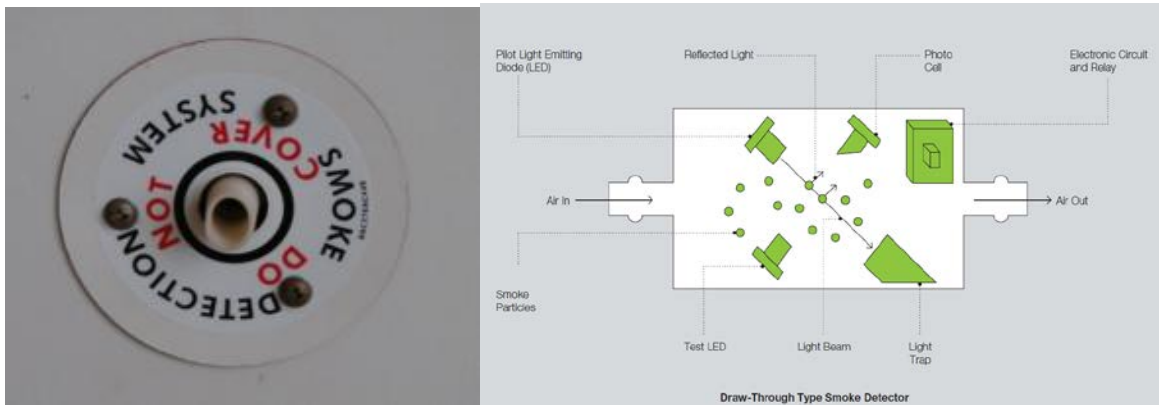 SMOKE DETECTION SYSTEM
DO NOT COVER
Pilot Light Emitting
Diode (LED)
Reflected Light
Photo
Cell
Electronic Circuit
and Relay
Air In
Air Out
Smoke
Particles
Test LED
Light Beam
Light
Trap
Draw-Through Type Smoke Detector